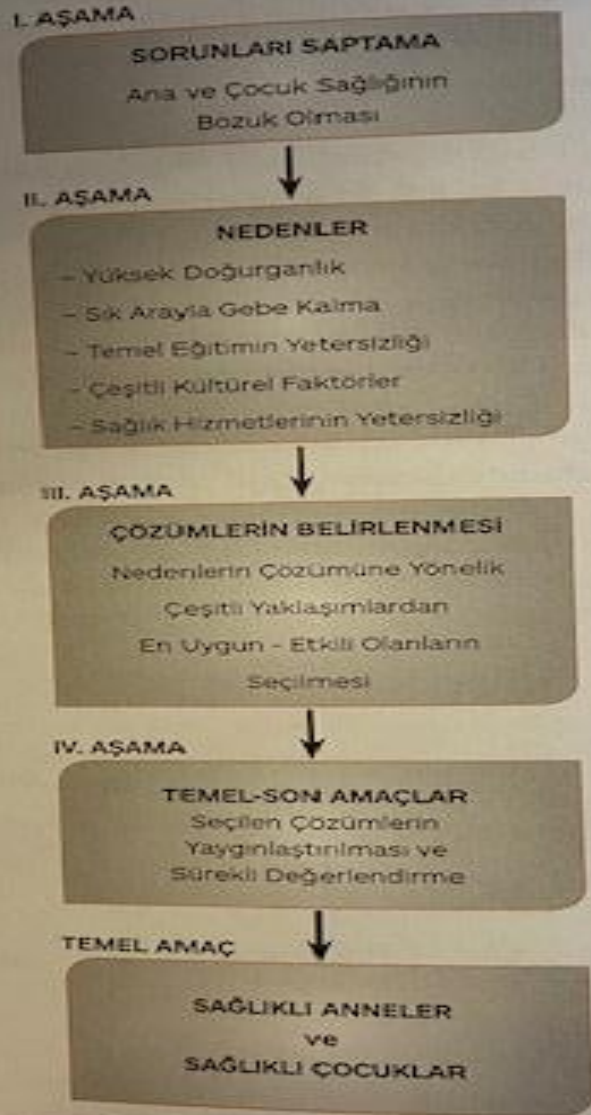 I. AŞAMA
SORUNLARI SAPTAMA
Ana ve Çocuk Sağlığının
Bozuk Olması
II. AŞAMA
NEDENLER
– Yüksek Doğurganlık
– Sık Arayla Gebe Kalma
– Temel Eğitimin Yetersizliği
– Çeşitli Kültürel Faktörler
– Sağlık Hizmetlerinin Yetersizliği
III. AŞAMA
ÇÖZÜMLERİN BELİRLENMESİ
Nedenlerin Çözümüne Yönelik
Çeşitli Yaklaşımlardan
En Uygun – Etkili Olanların
Seçilmesi
IV. AŞAMA
TEMEL-SON AMAÇLAR
Seçilen Çözümlerin
Yaygınlaştırılması ve
Sürekli Değerlendirme
TEMEL AMAÇ
SAĞLIKLI ANNELER
ve
SAĞLIKLI ÇOCUKLAR